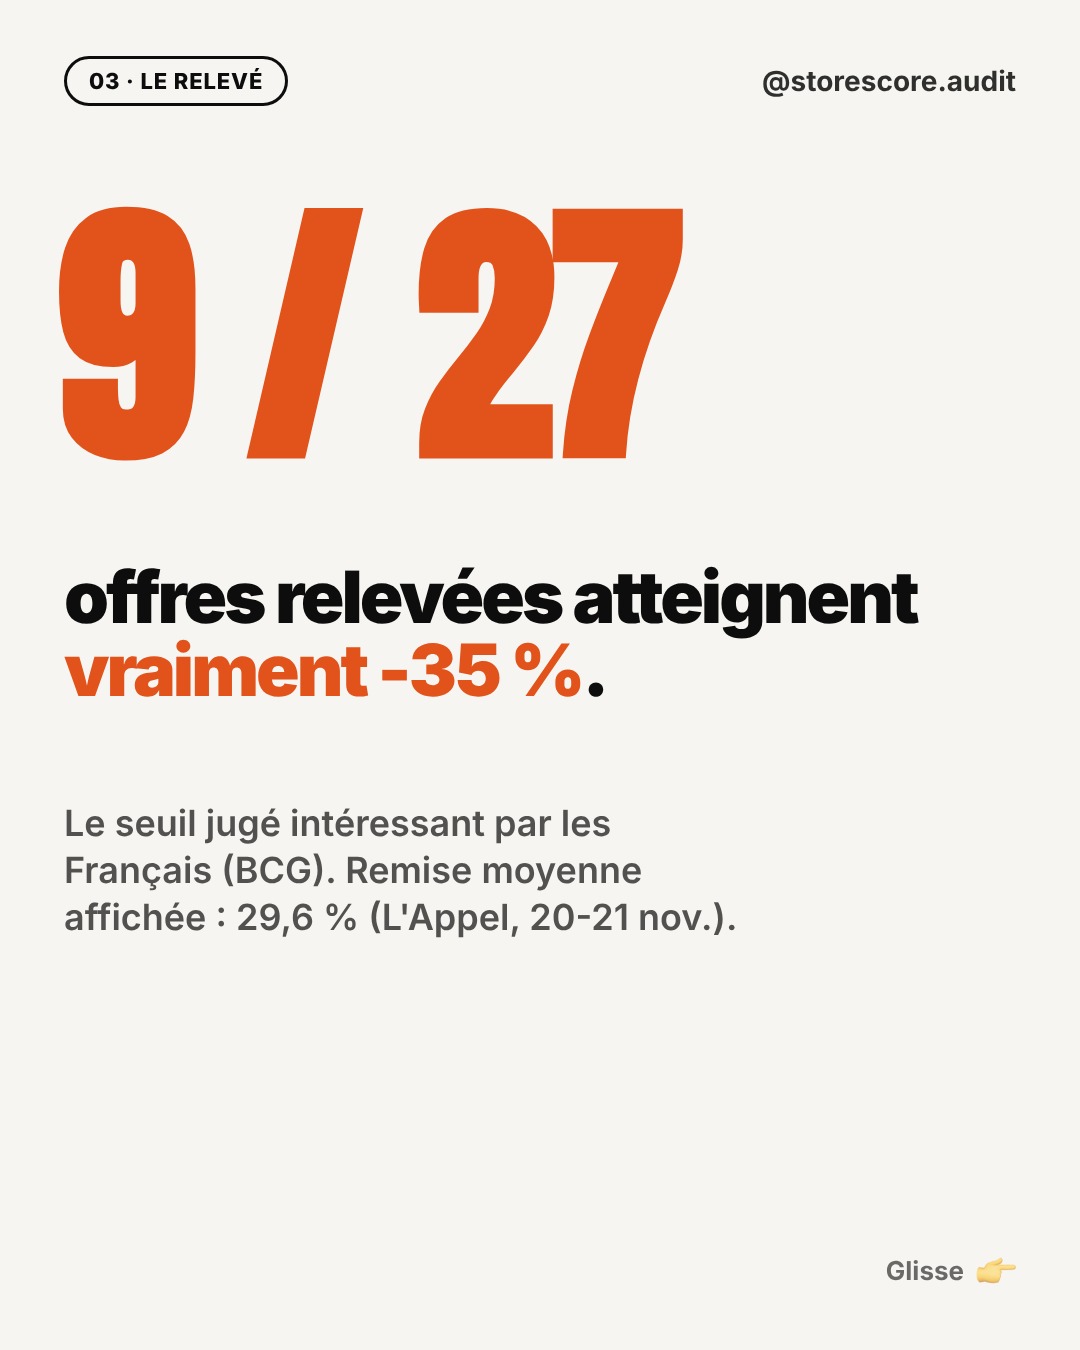 03 · LE RELEVÉ
@storescore.audit
9 / 27
offres relevées atteignent
vraiment -35 %.
Le seuil jugé intéressant par les
Français (BCG). Remise moyenne
affichée : 29,6 % (L'Appel, 20-21 nov.).
Glisse 👉